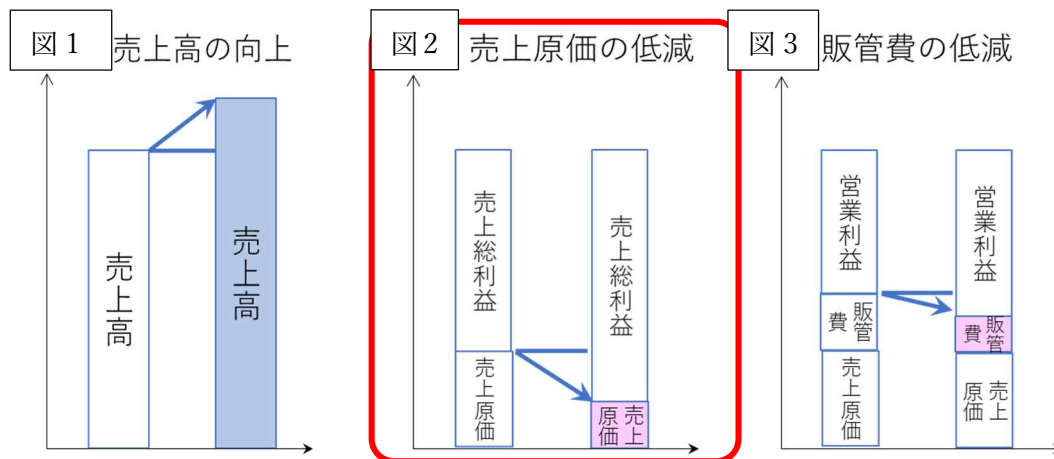 図1
売上高の向上
売上高
売上高
図2
売上原価の低減
売上総利益
売上原価
売上総利益
売上
原価
図3
販管費の低減
営業利益
販管
費
売上原価
営業利益
販管
費
売上
原価